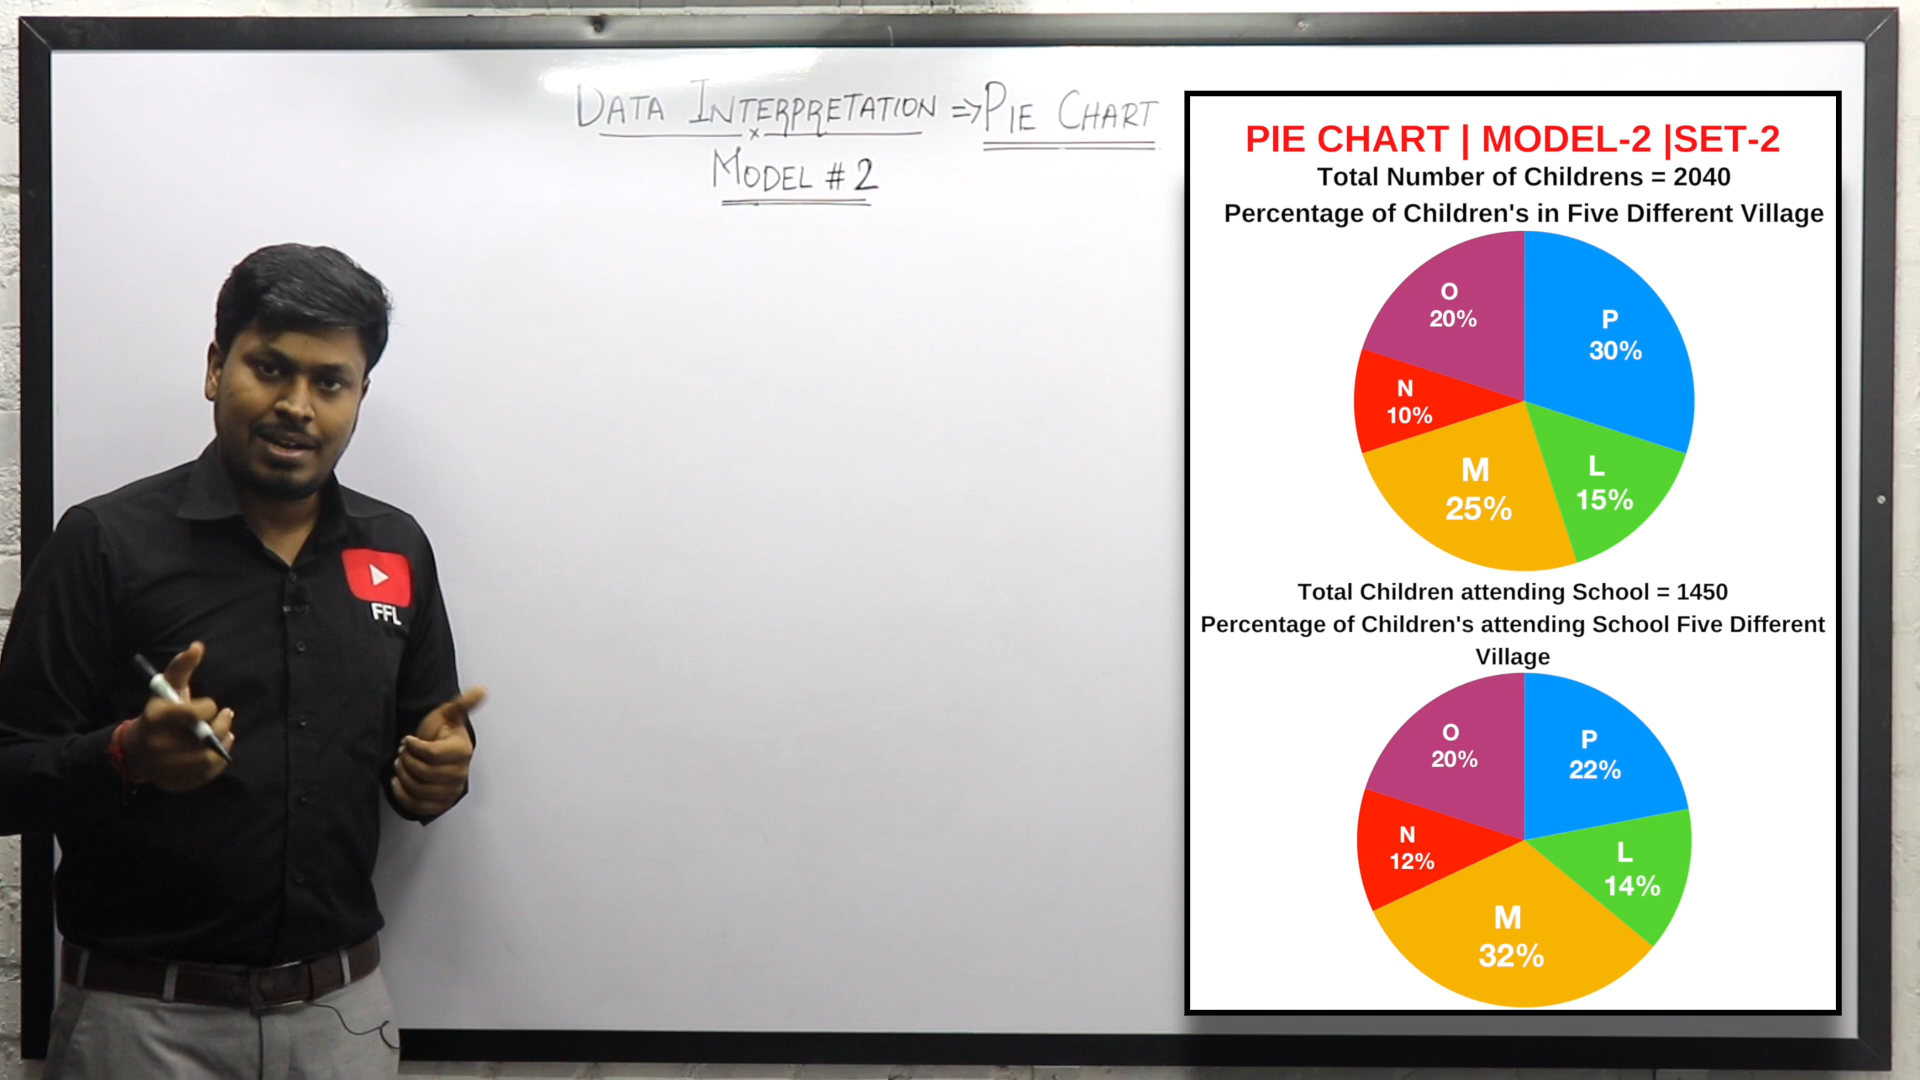 DATA INTERPRETATION => PIE CHART
MODEL #2
PIE CHART | MODEL-2 |SET-2
Total Number of Childrens = 2040
Percentage of Children's in Five Different Village
O
20%
P
30%
N
10%
M
25%
L
15%
Total Children attending School = 1450
Percentage of Children's attending School Five Different
Village
O
20%
P
22%
N
12%
L
14%
M
32%
FFL